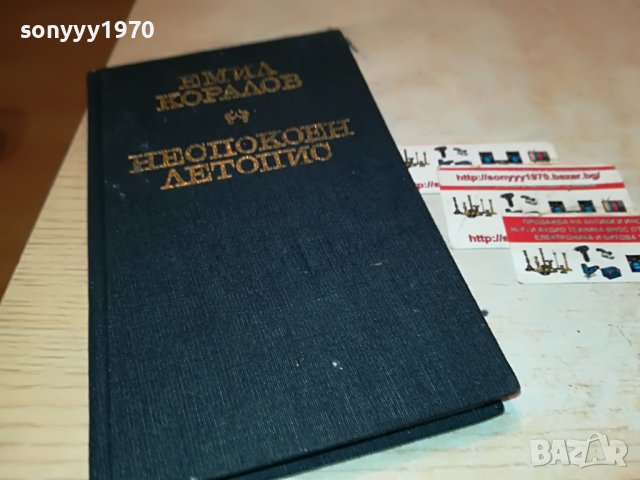 sonyyy1970
ЕМИЛ
КОРАЛОВ
НЕСПОКОЕН
ЛЕТОПИС
http://sonyyy1970.bazar.bg/
http://s
ПРОДАЖБА НА АНТИКИ И
HI-FI И АУДИО ТЕХНИКА ВНОС ОТ
ЕЛЕКТРОНИКА И БИТОВА
BAZAR